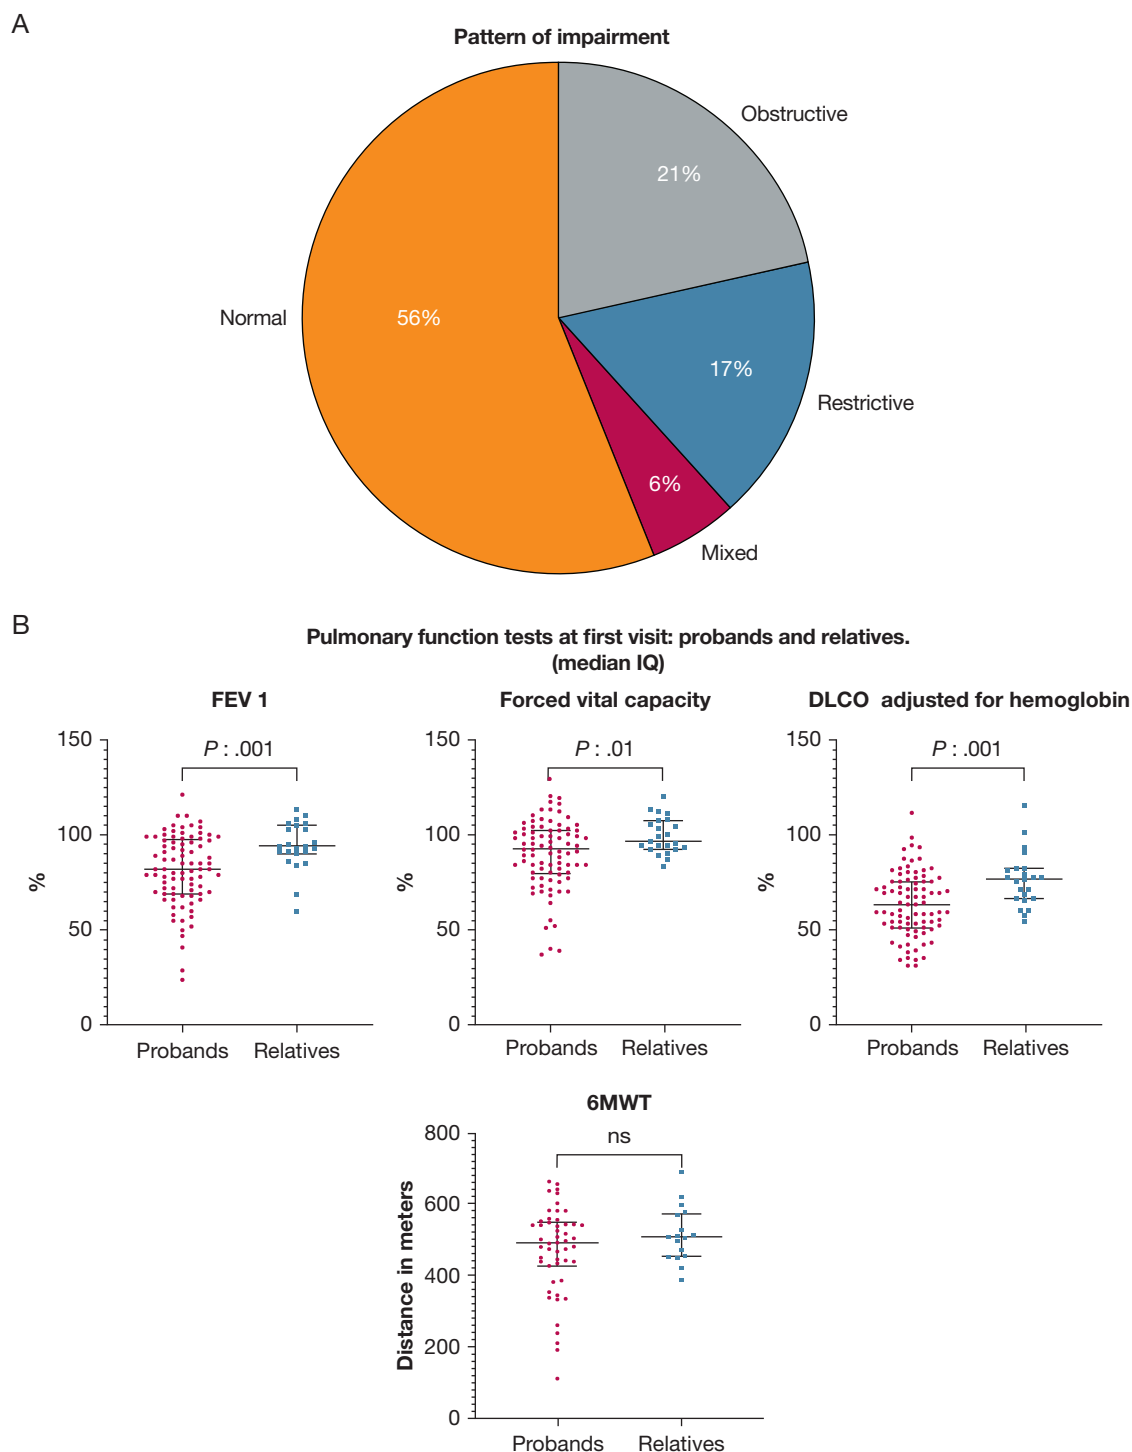 A
Pattern of impairment
Obstructive
21%
Normal
56%
17%
Restrictive
6%
Mixed
B
Pulmonary function tests at first visit: probands and relatives.
(median IQ)
FEV 1
150
100
50
0
%
P : .001
Probands
Relatives
Forced vital capacity
150
100
50
0
%
P : .01
Probands
Relatives
DLCO adjusted for hemoglobin
150
100
50
0
%
P : .001
Probands
Relatives
6MWT
800
600
400
200
0
Distance in meters
ns
Probands
Relatives